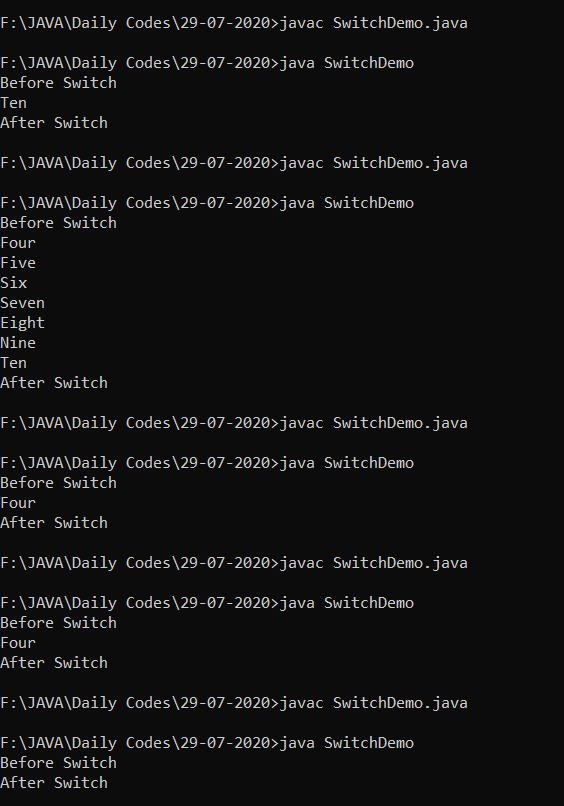 F:\JAVA\Daily Codes\29-07-2020>javac SwitchDemo.java
F:\JAVA\Daily Codes\29-07-2020>java SwitchDemo
Before Switch
Ten
After Switch
F:\JAVA\Daily Codes\29-07-2020>javac SwitchDemo.java
F:\JAVA\Daily Codes\29-07-2020>java SwitchDemo
Before Switch
Four
Five
Six
Seven
Eight
Nine
Ten
After Switch
F:\JAVA\Daily Codes\29-07-2020>javac SwitchDemo.java
F:\JAVA\Daily Codes\29-07-2020>java SwitchDemo
Before Switch
Four
After Switch
F:\JAVA\Daily Codes\29-07-2020>javac SwitchDemo.java
F:\JAVA\Daily Codes\29-07-2020>java SwitchDemo
Before Switch
Four
After Switch
F:\JAVA\Daily Codes\29-07-2020>javac SwitchDemo.java
F:\JAVA\Daily Codes\29-07-2020>java SwitchDemo
Before Switch
After Switch